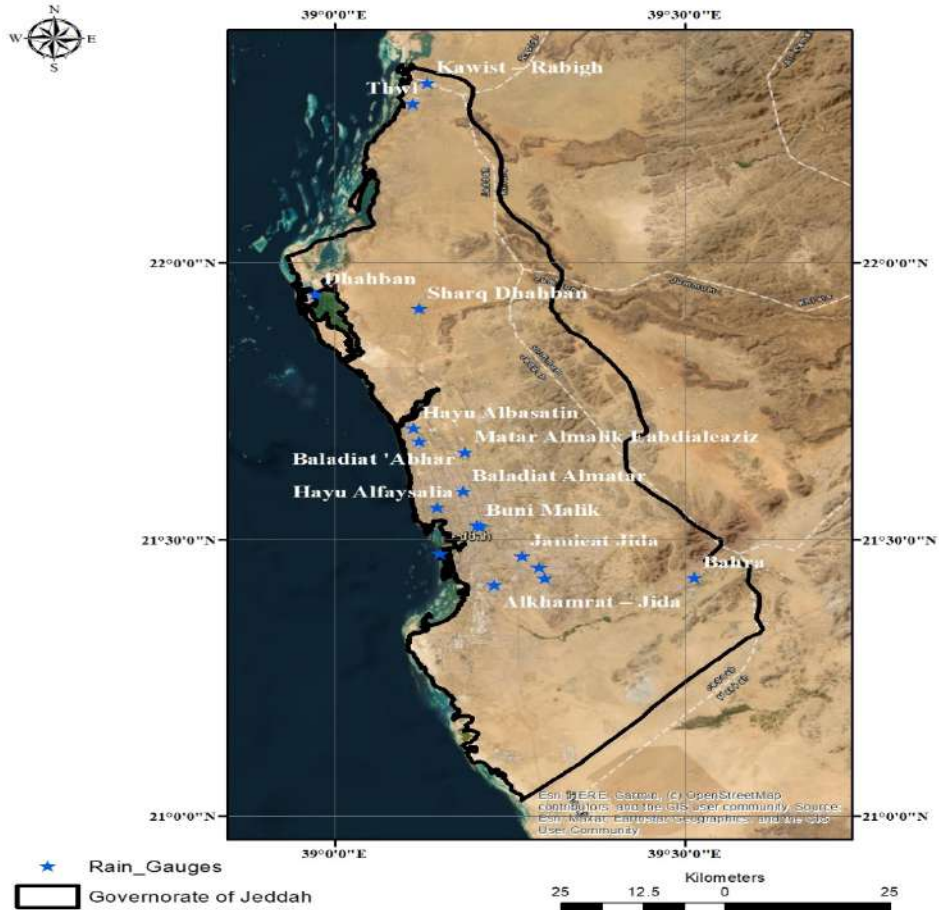 39°0'0"E 39°30'0"E
N
W E
S
Kawist – Rabigh
Thwl
22°0'0"N 22°0'0"N
Dhahban
Sharq Dhahban
Hayu Albasatin
Matar Almalik Eabdialeaziz
Baladiat 'Abhar
Baladiat Almatar
Hayu Alfaysalia
Buni Malik
21°30'0"N 21°30'0"N
Jeddah
Jamieat Jida
Bahra
Alkhamrat – Jida
Esri, HERE, Garmin, (c) OpenStreetMap
contributors, and the GIS user community, Source:
Esri, Maxar, Earthstar Geographics, and the GIS
User Community
21°0'0"N 21°0'0"N
39°0'0"E 39°30'0"E
Rain_Gauges
Governorate of Jeddah
Kilometers
25 12.5 0 25